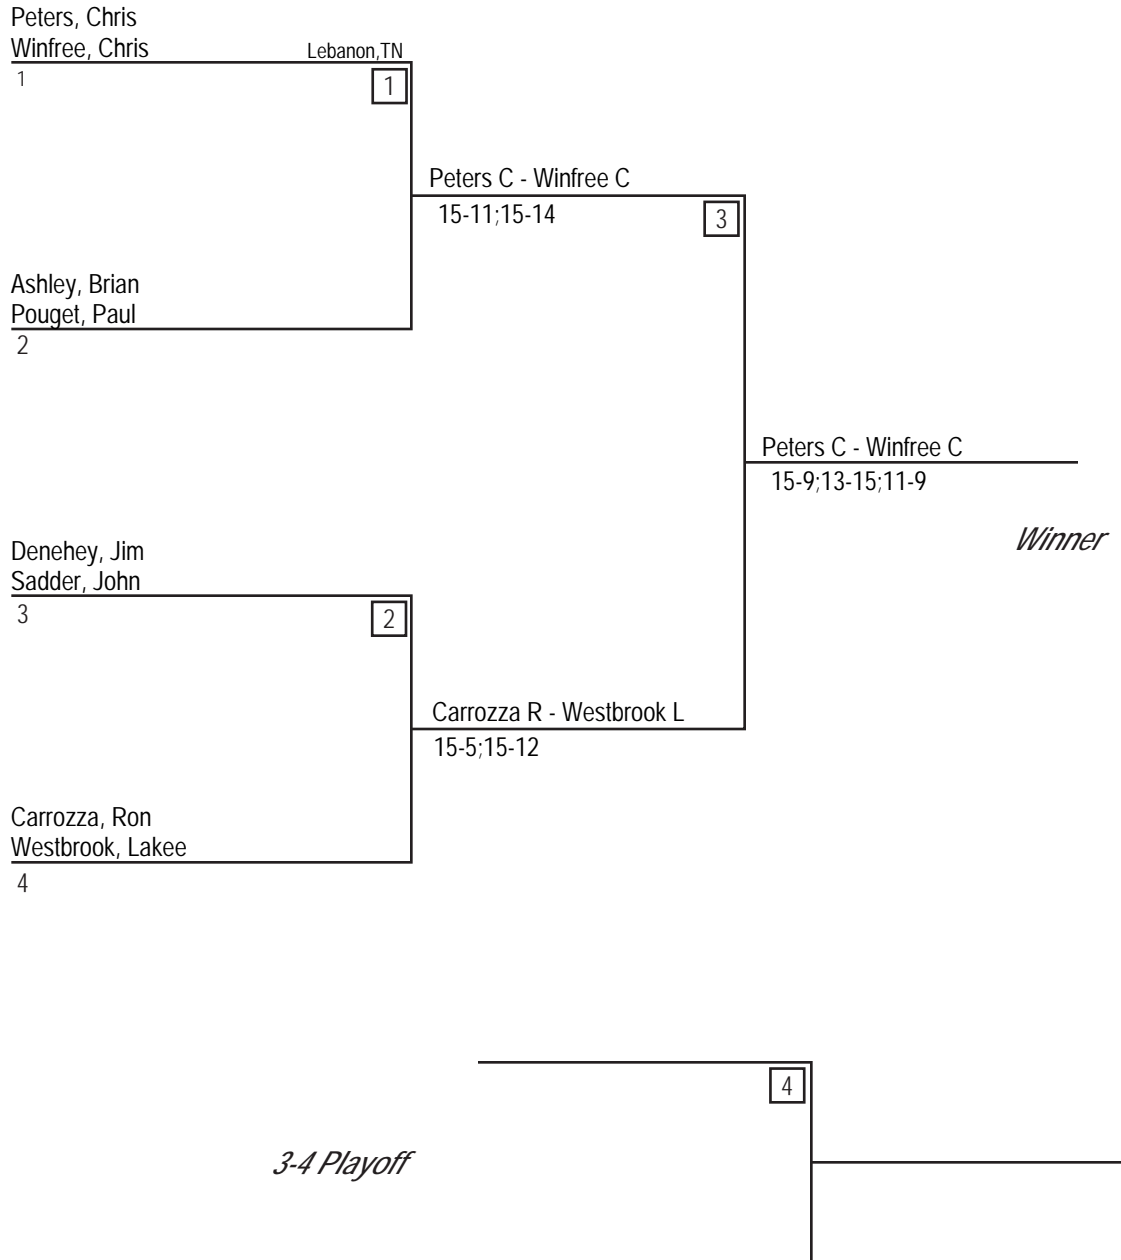 Peters, Chris
Winfree, Chris
Lebanon,TN
1
1
Peters C - Winfree C
15-11;15-14
3
Ashley, Brian
Pouget, Paul
2
Peters C - Winfree C
15-9;13-15;11-9
Winner
Denehey, Jim
Sadder, John
3
2
Carrozza R - Westbrook L
15-5;15-12
Carrozza, Ron
Westbrook, Lakee
4
4
3-4 Playoff